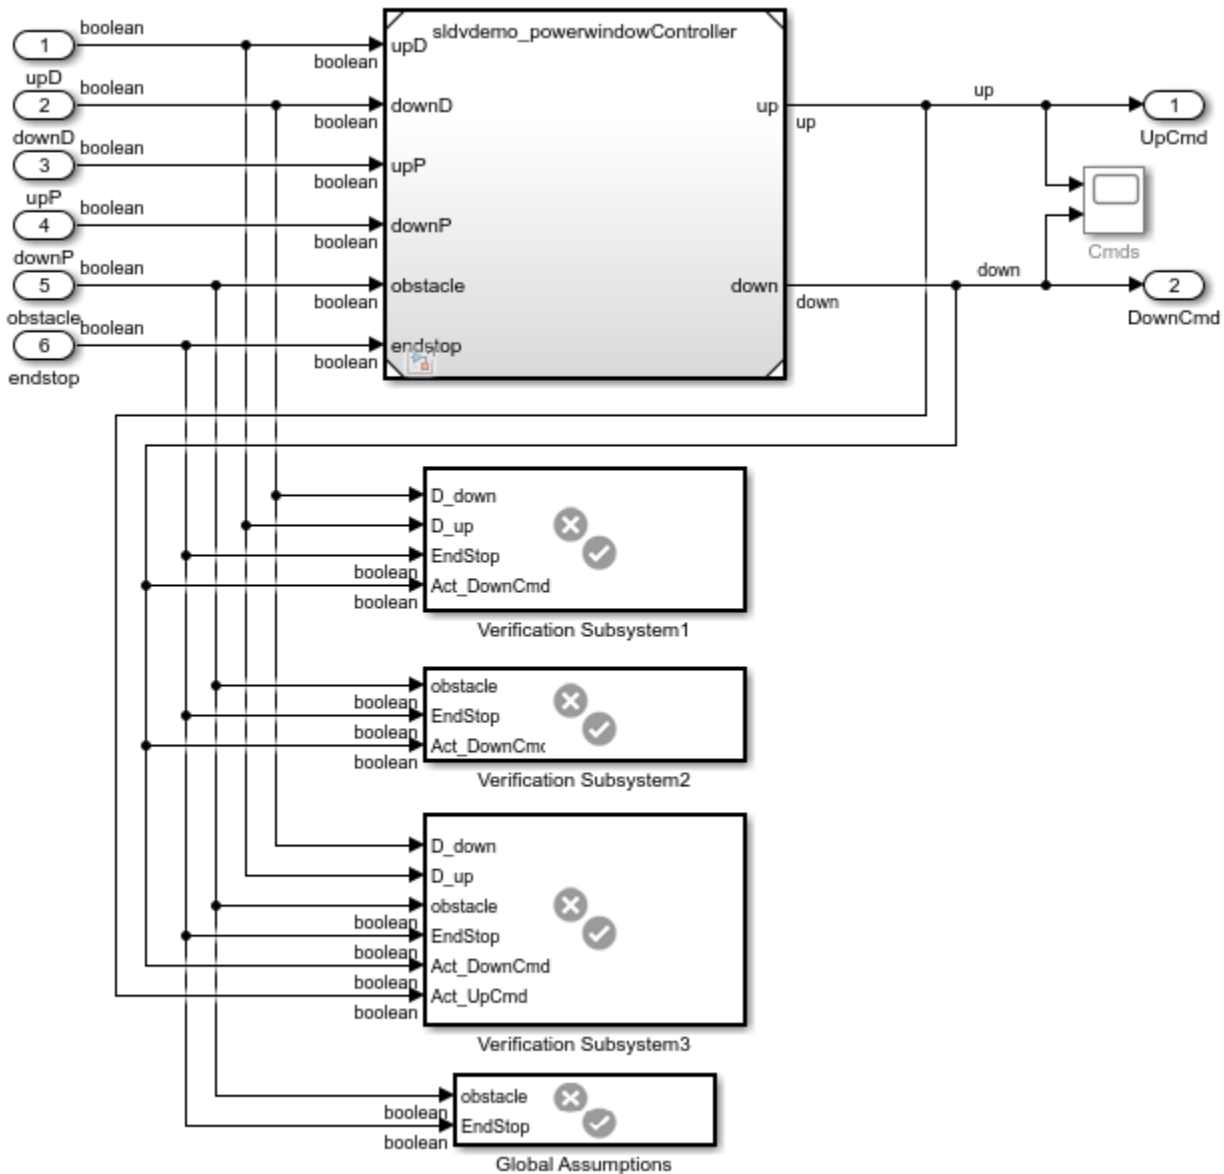 boolean
1
upD
boolean
2
downD
boolean
3
upP
boolean
4
downP
boolean
5
obstacle
boolean
6
endstop
sldvdemo_powerwindowController
upD
boolean
downD
boolean
upP
boolean
downP
boolean
obstacle
boolean
endstop
boolean
up
up
up
1
UpCmd
Cmds
down
down
down
2
DownCmd
D_down
D_up
EndStop
boolean
Act_DownCmd
boolean
Verification Subsystem1
obstacle
boolean
EndStop
boolean
Act_DownCmc
boolean
Verification Subsystem2
D_down
D_up
obstacle
boolean
EndStop
boolean
Act_DownCmd
boolean
Act_UpCmd
boolean
Verification Subsystem3
obstacle
boolean
EndStop
boolean
Global Assumptions